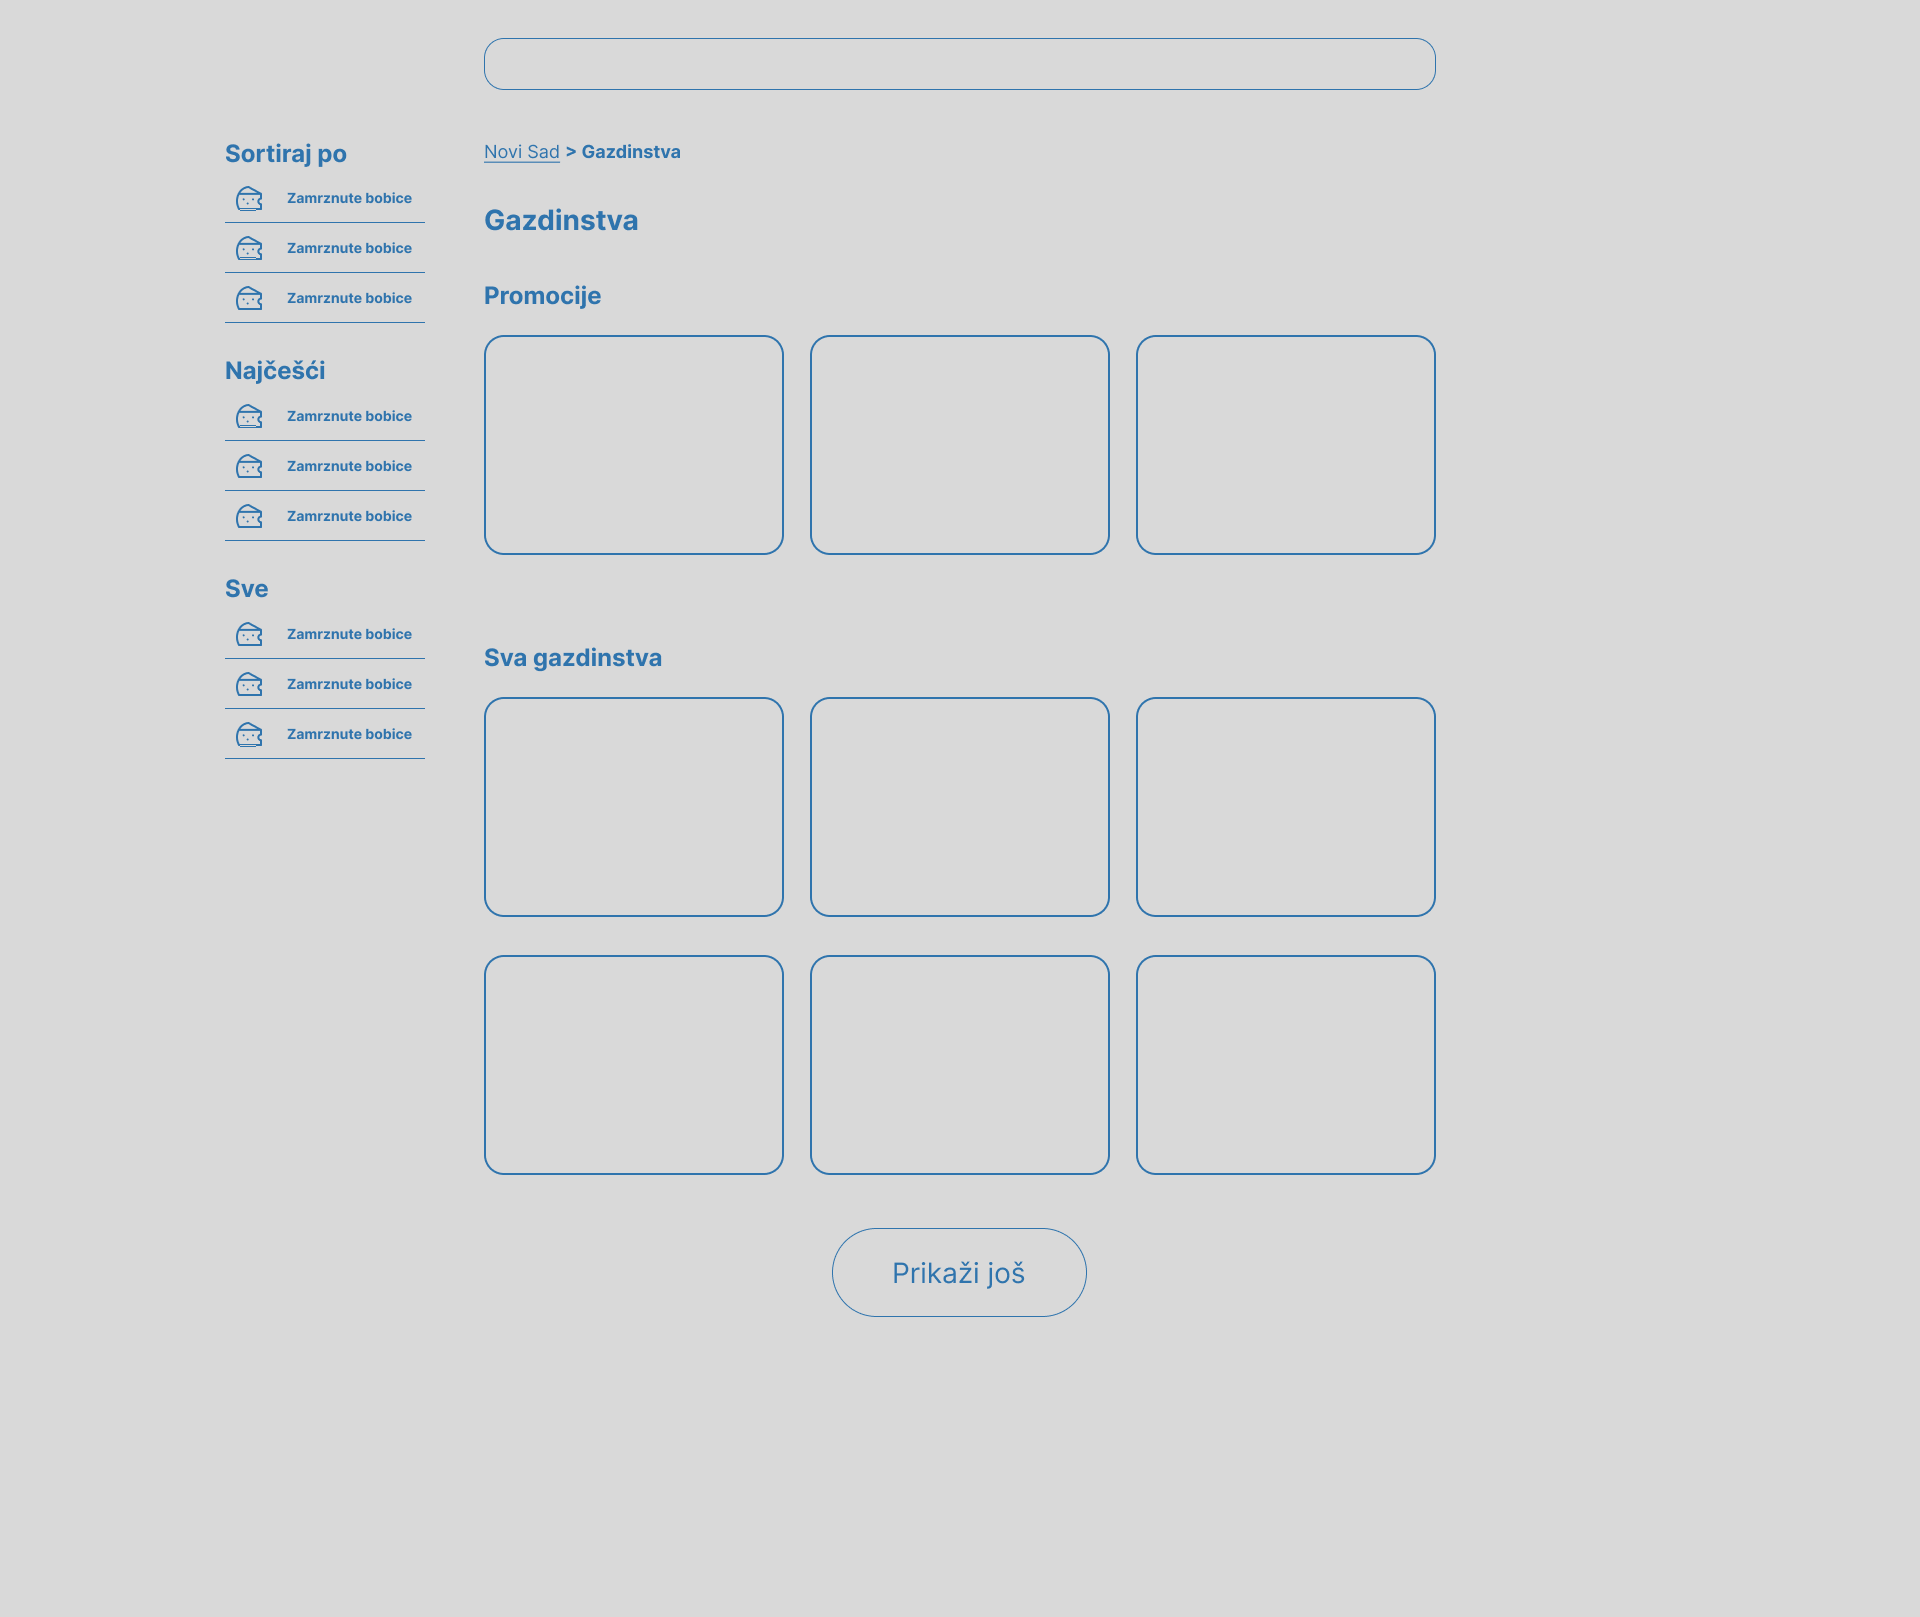 Sortiraj po
Zamrznute bobice
Zamrznute bobice
Zamrznute bobice
Najčešći
Zamrznute bobice
Zamrznute bobice
Zamrznute bobice
Sve
Zamrznute bobice
Zamrznute bobice
Zamrznute bobice
Novi Sad > Gazdinstva
Gazdinstva
Promocije
Sva gazdinstva
Prikaži još